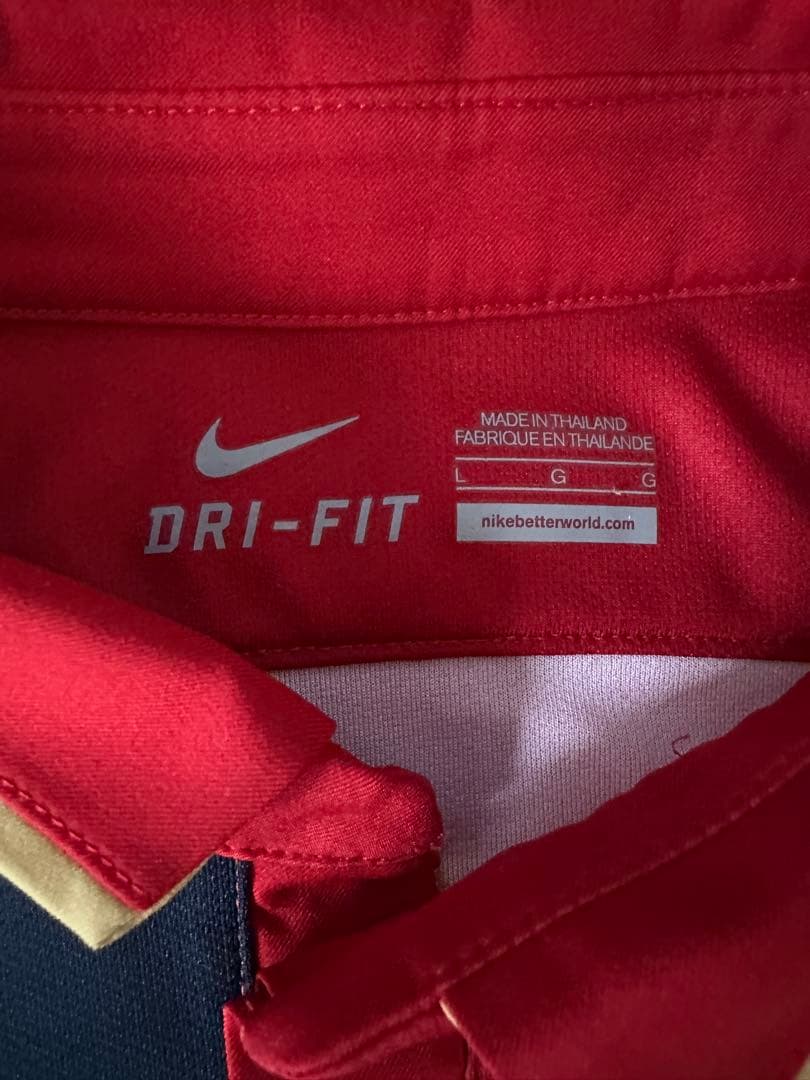 DRI-FIT
MADE IN THAILAND
FABRIQUE EN THAILANDE
L G G
nikebetterworld.com